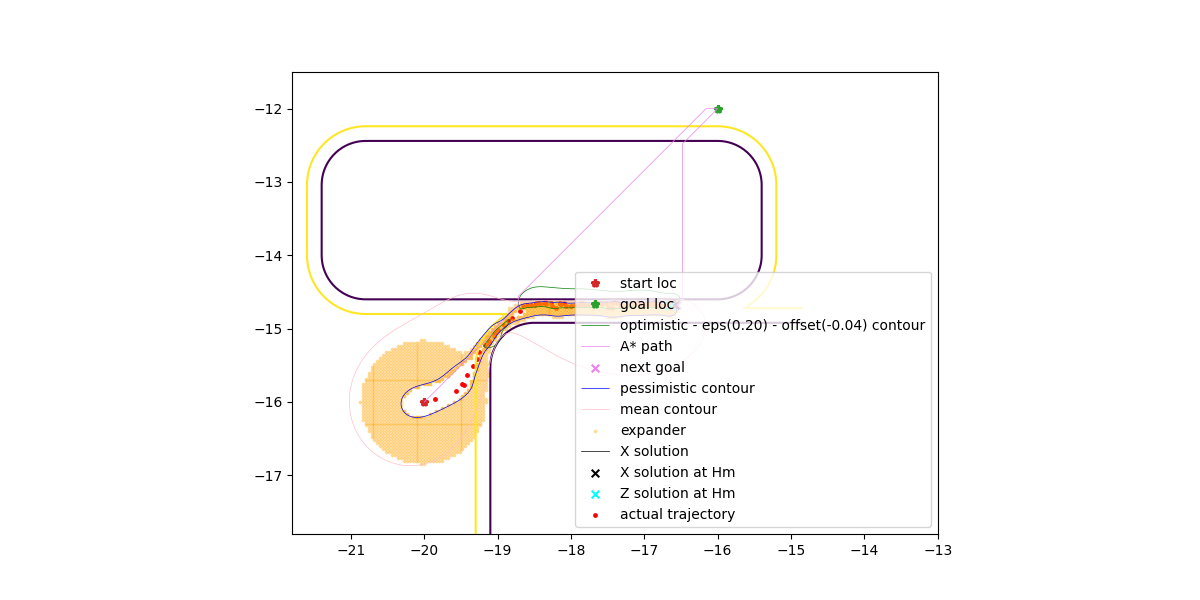 −12
−13
−14
−15
−16
−17
start loc
goal loc
optimistic - eps(0.20) - offset(-0.04) contour
A* path
next goal
pessimistic contour
mean contour
expander
X solution
X solution at Hm
Z solution at Hm
actual trajectory
−21 −20 −19 −18 −17 −16 −15 −14 −13